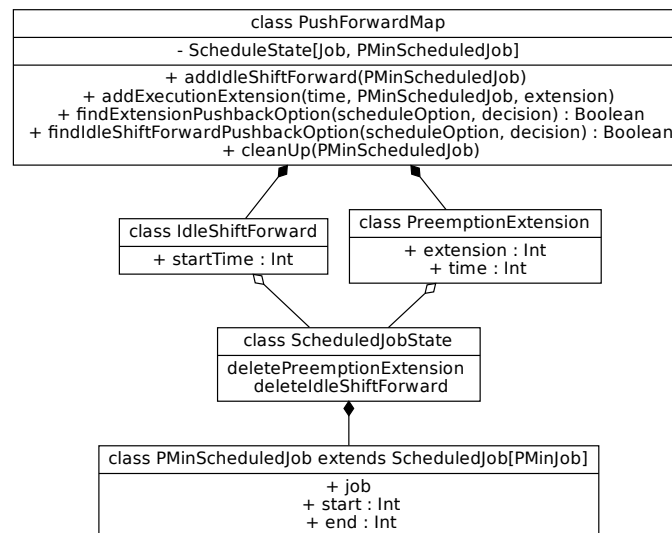 class PushForwardMap
- ScheduleState[Job, PMinScheduledJob]
+ addIdleShiftForward(PMinScheduledJob)
+ addExecutionExtension(time, PMinScheduledJob, extension)
+ findExtensionPushbackOption(scheduleOption, decision) : Boolean
+ findIdleShiftForwardPushbackOption(scheduleOption, decision) : Boolean
+ cleanUp(PMinScheduledJob)
class IdleShiftForward
+ startTime : Int
class PreemptionExtension
+ extension : Int
+ time : Int
class ScheduledJobState
deletePreemptionExtension
deleteIdleShiftForward
class PMinScheduledJob extends ScheduledJob[PMinJob]
+ job
+ start : Int
+ end : Int